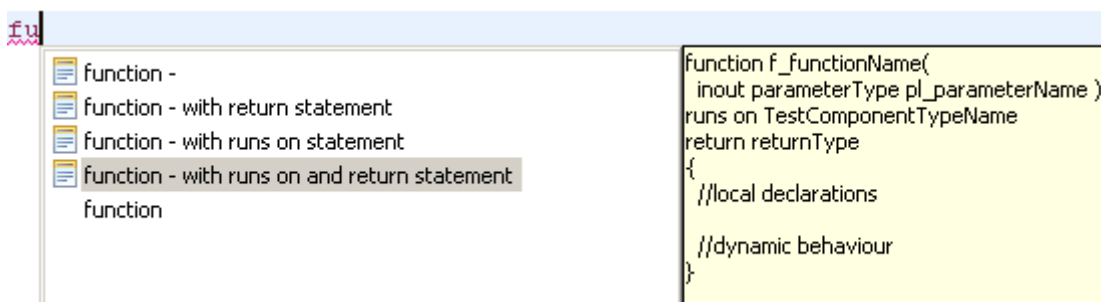 fu
function -
function - with return statement
function - with runs on statement
function - with runs on and return statement
function
function f_functionName(
  inout parameterType pl_parameterName )
runs on TestComponentTypeName
return returnType
{
  //local declarations

  //dynamic behaviour
}